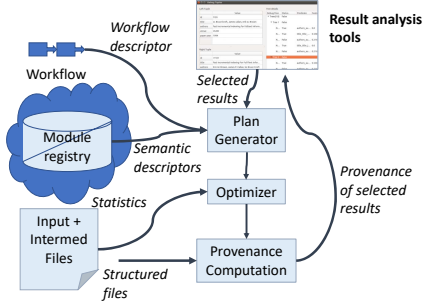 Workflow
descriptor
Result analysis
tools
Workflow
Selected
results
Module
registry
Semantic
descriptors
Plan
Generator
Statistics
Optimizer
Provenance
of selected
results
Input +
Intermed
Files
Provenance
Computation
Structured
files